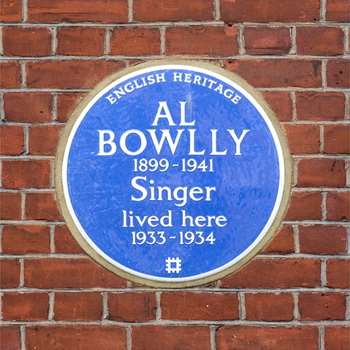 ENGLISH HERITAGE
AL
BOWLLY
1899-1941
Singer
lived here
1933-1934